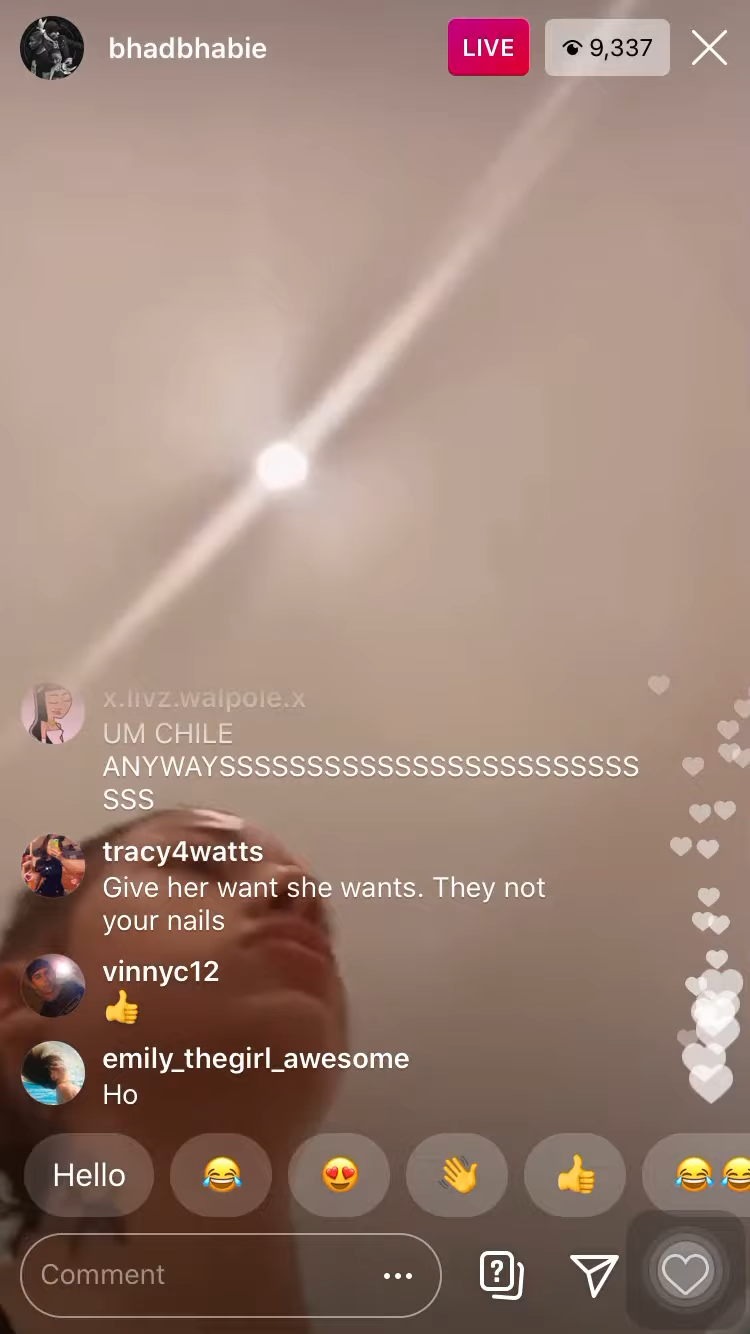 bhadbhabie
LIVE
9,337
x.livz.walpole.x
UM CHILE
ANYWAYSSSSSSSSSSSSSSSSSSSSSSSS
SSS
tracy4watts
Give her want she wants. They not
your nails
vinnyc12
👍
emily_thegirl_awesome
Ho
Hello 😂 😍 👋 👍 😂😂
Comment